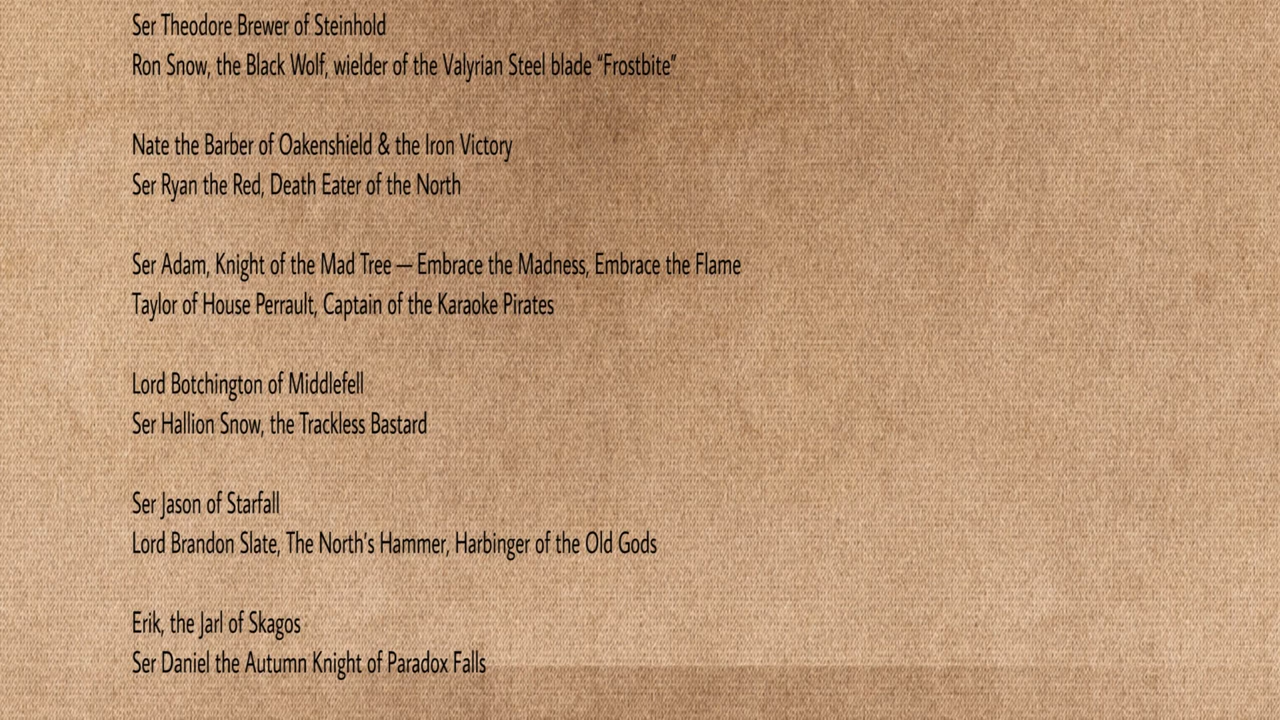 Ser Theodore Brewer of Steinhold
Ron Snow, the Black Wolf, wielder of the Valyrian Steel blade “Frostbite”
Nate the Barber of Oakenshield & the Iron Victory
Ser Ryan the Red, Death Eater of the North
Ser Adam, Knight of the Mad Tree — Embrace the Madness, Embrace the Flame
Taylor of House Perrault, Captain of the Karaoke Pirates
Lord Botchington of Middlefell
Ser Hallion Snow, the Trackless Bastard
Ser Jason of Starfall
Lord Brandon Slate, The North’s Hammer, Harbinger of the Old Gods
Erik, the Jarl of Skagos
Ser Daniel the Autumn Knight of Paradox Falls